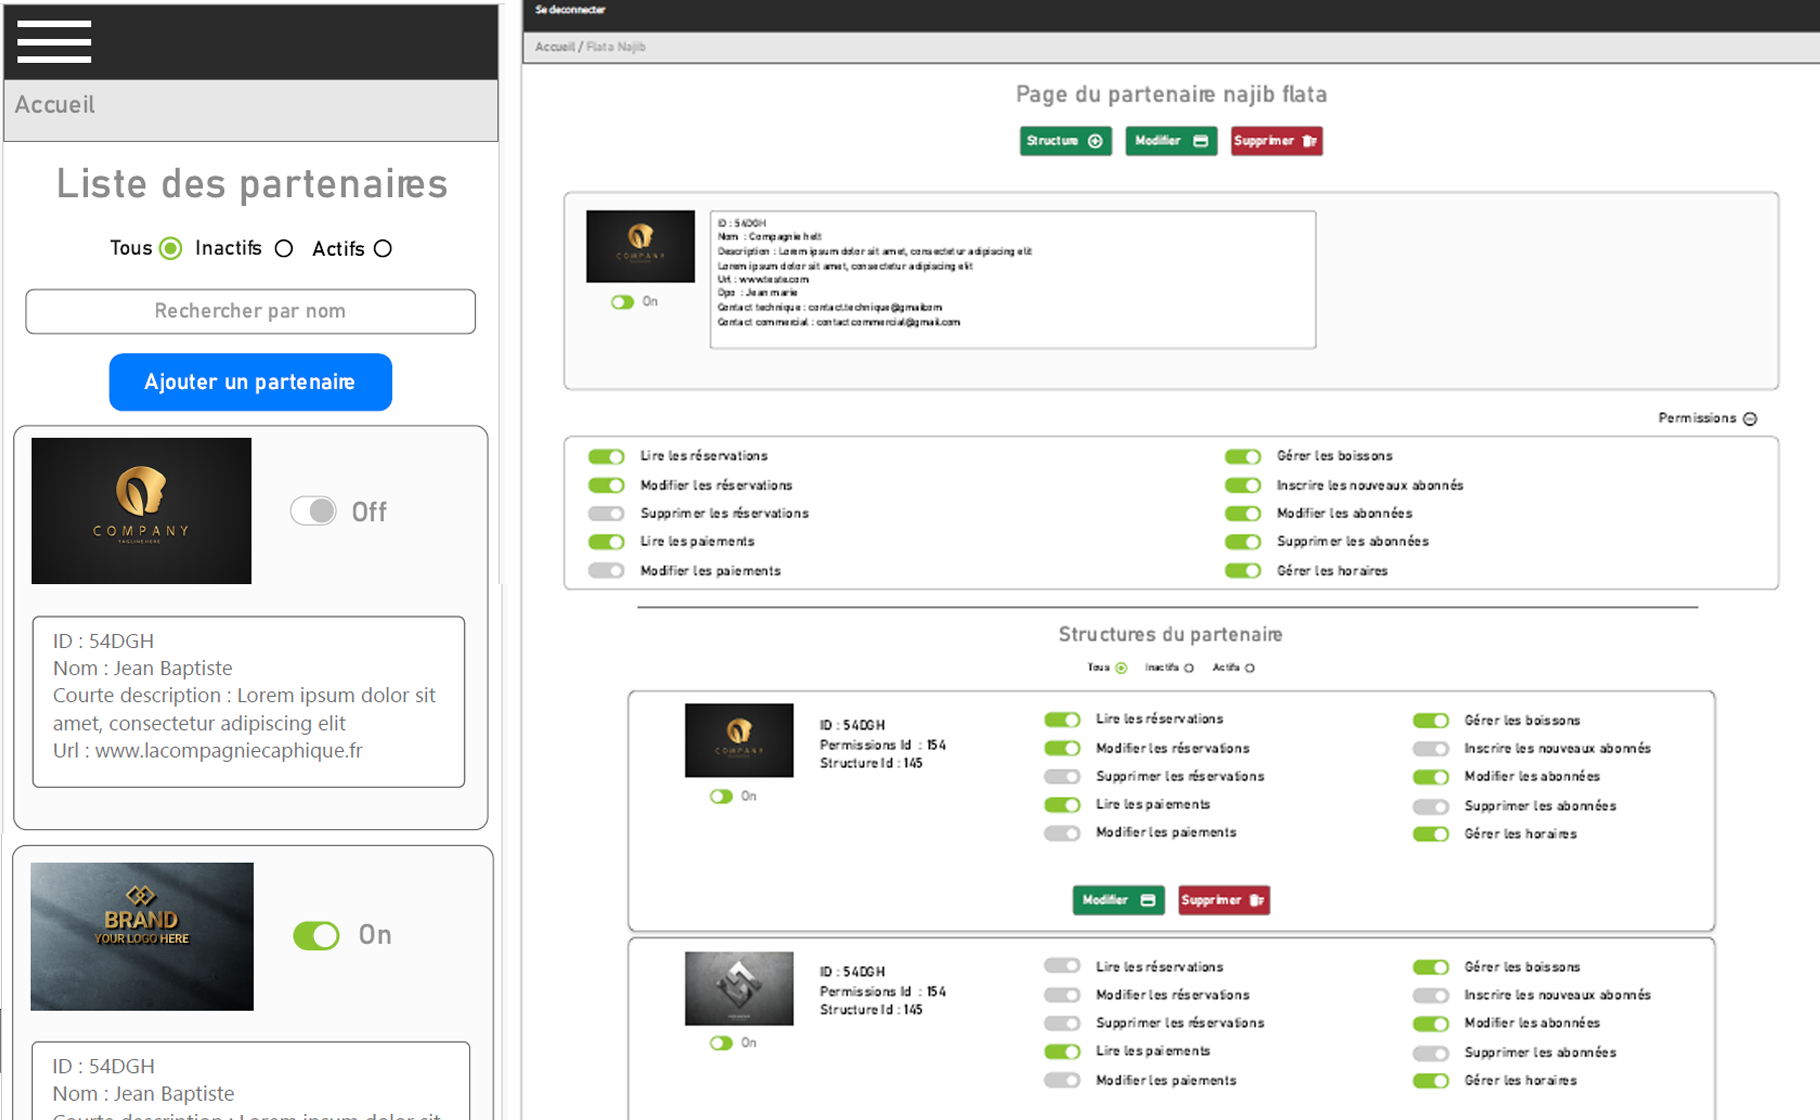 Accueil
Liste des partenaires
Tous Inactifs Actifs
Rechercher par nom
Ajouter un partenaire
COMPANY
TAGLINE HERE
Off
ID : 54DGH
Nom : Jean Baptiste
Courte description : Lorem ipsum dolor sit
amet, consectetur adipiscing elit
Url : www.lacompagniecaphique.fr
BRAND
YOUR LOGO HERE
On
ID : 54DGH
Nom : Jean Baptiste
Courte description : Lorem ipsum dolor sit
Se deconnecter
Accueil / Flata Najib
Page du partenaire najib flata
Structure Modifier Supprimer
COMPANY
On
ID : 54DGH
Nom : Compagnie helt
Description : Lorem ipsum dolor sit amet, consectetur adipiscing elit
Lorem ipsum dolor sit amet, consectetur adipiscing elit
Url : www.teste.com
Dpo : Jean marie
Contact technique : contact.technique@gmail.com
Contact commercial : contact.commercial@gmail.com
Permissions
Lire les réservations Gérer les boissons
Modifier les réservations Inscrire les nouveaux abonnés
Supprimer les réservations Modifier les abonnées
Lire les paiements Supprimer les abonnées
Modifier les paiements Gérer les horaires
Structures du partenaire
Tous Inactifs Actifs
COMPANY
On
ID : 54DGH
Permissions Id : 154
Structure Id : 145
Lire les réservations Gérer les boissons
Modifier les réservations Inscrire les nouveaux abonnés
Supprimer les réservations Modifier les abonnées
Lire les paiements Supprimer les abonnées
Modifier les paiements Gérer les horaires
Modifier Supprimer
On
ID : 54DGH
Permissions Id : 154
Structure Id : 145
Lire les réservations Gérer les boissons
Modifier les réservations Inscrire les nouveaux abonnés
Supprimer les réservations Modifier les abonnées
Lire les paiements Supprimer les abonnées
Modifier les paiements Gérer les horaires